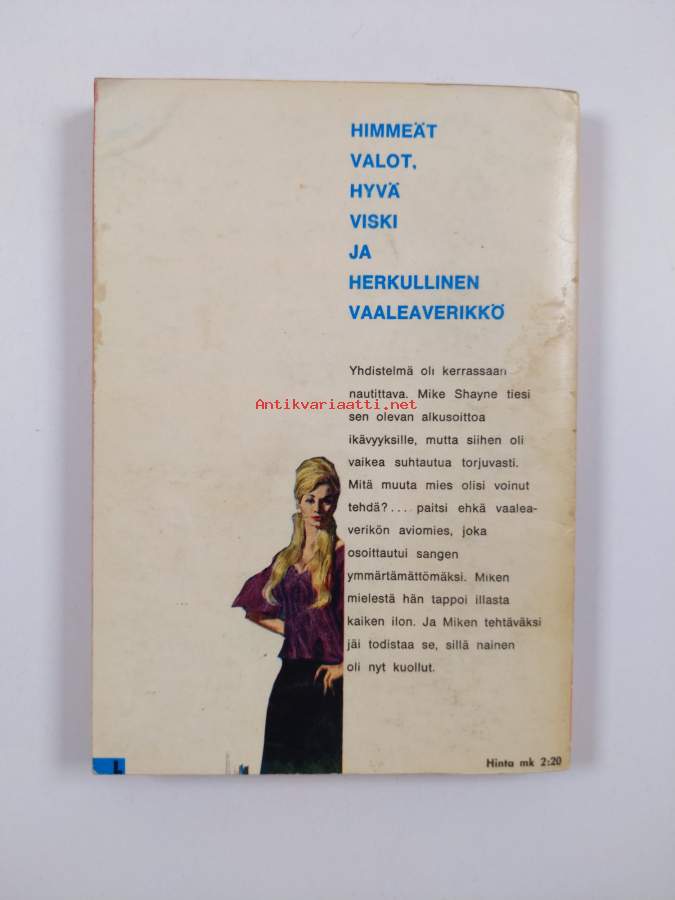 HIMMEÄT
VALOT,
HYVÄ
VISKI
JA
HERKULLINEN
VAALEAVERIKKÖ
Yhdistelmä oli kerrassaan
nautittava. Mike Shayne tiesi
Antikvariaatti.net
sen olevan alkusoittoa
ikävyyksille, mutta siihen oli
vaikea suhtautua torjuvasti.
Mitä muuta mies olisi voinut
tehdä?... paitsi ehkä vaalea-
verikön aviomies, joka
osoittautui sangen
ymmärtämättömäksi. Miken
mielestä hän tappoi illasta
kaiken ilon. Ja Miken tehtäväksi
jäi todistaa se, sillä nainen
oli nyt kuollut.
Hinta mk 2:20